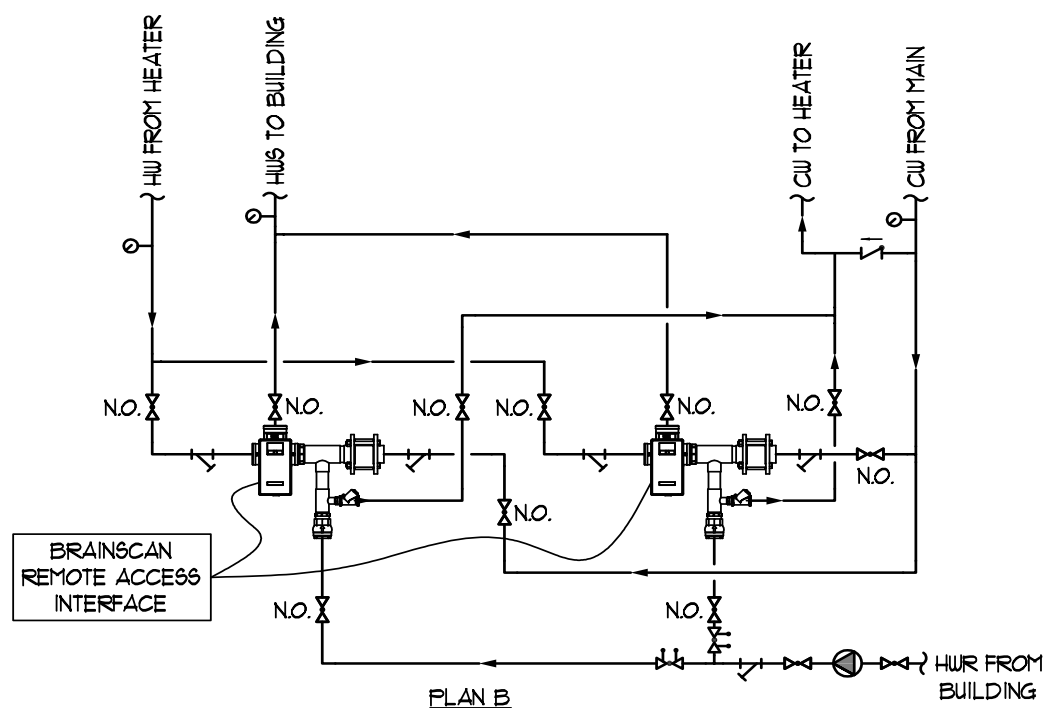 HW FROM HEATER
HWS TO BUILDING
CW TO HEATER
CW FROM MAIN
N.O.
N.O.
N.O.
N.O.
N.O.
N.O.
N.O.
N.O.
BRAINSCAN
REMOTE ACCESS
INTERFACE
N.O.
N.O.
HWR FROM
BUILDING
PLAN B